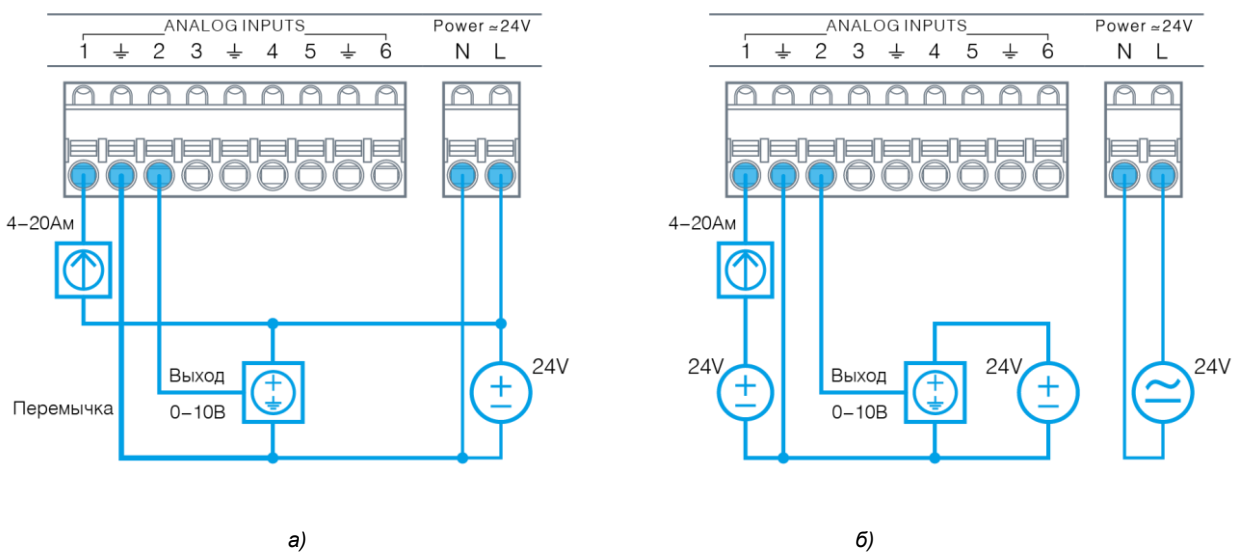 ANALOG INPUTS Power ≃24V
1 ⏚ 2 3 ⏚ 4 5 ⏚ 6 N L
4–20Ам
24V
Выход
0–10В
Перемычка
а)
ANALOG INPUTS Power ≃24V
1 ⏚ 2 3 ⏚ 4 5 ⏚ 6 N L
4–20Ам
24V 24V 24V
Выход
0–10В
б)